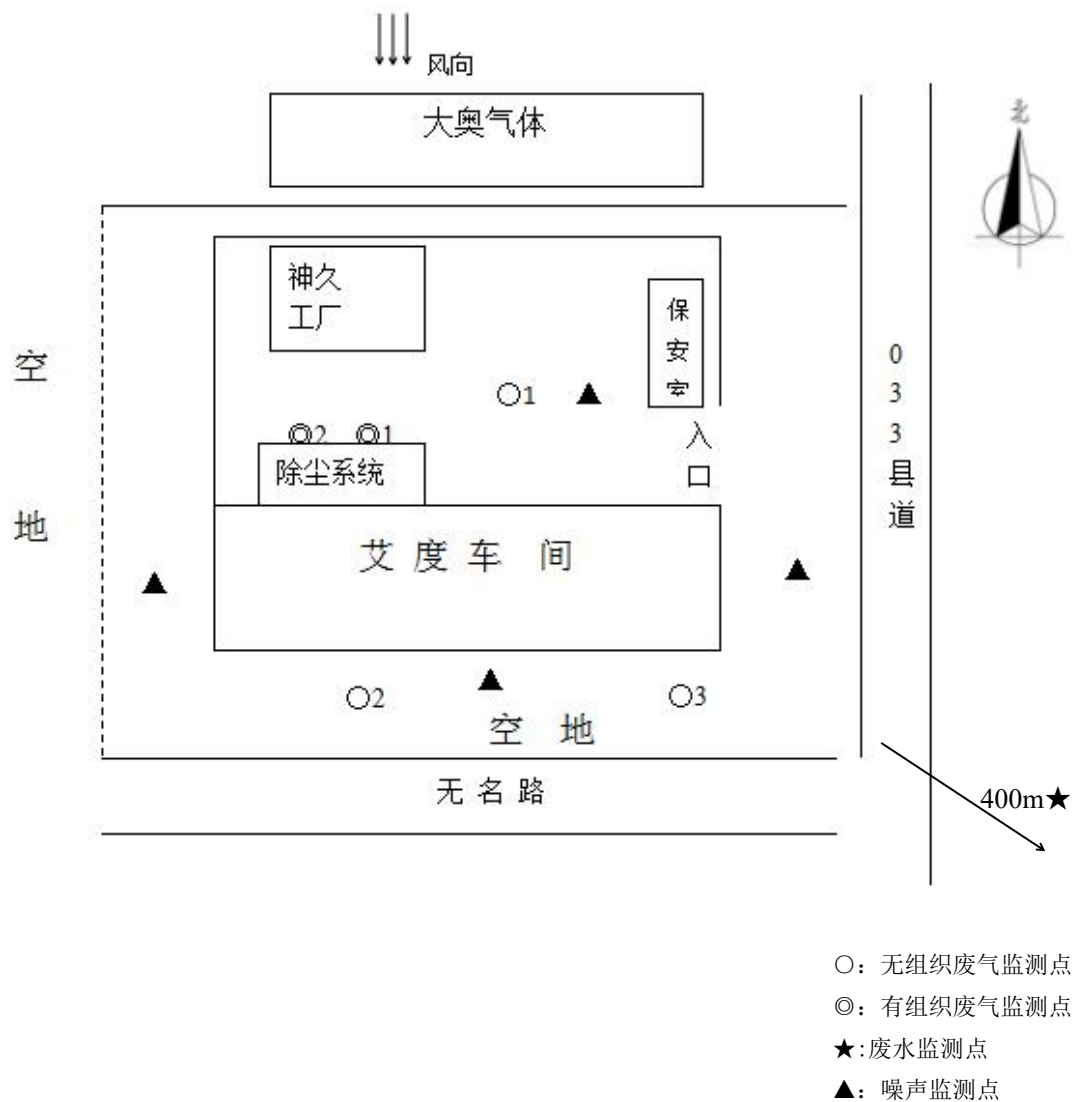 风向
大奥气体
北
神久
工厂
保
安
室
空
地
0
3
3
县
道
○1
▲
◎2 ◎1
入
口
除尘系统
艾度车 间
▲
▲
▲
○2
○3
空 地
无名路
400m★
○：无组织废气监测点
◎：有组织废气监测点
★:废水监测点
▲：噪声监测点